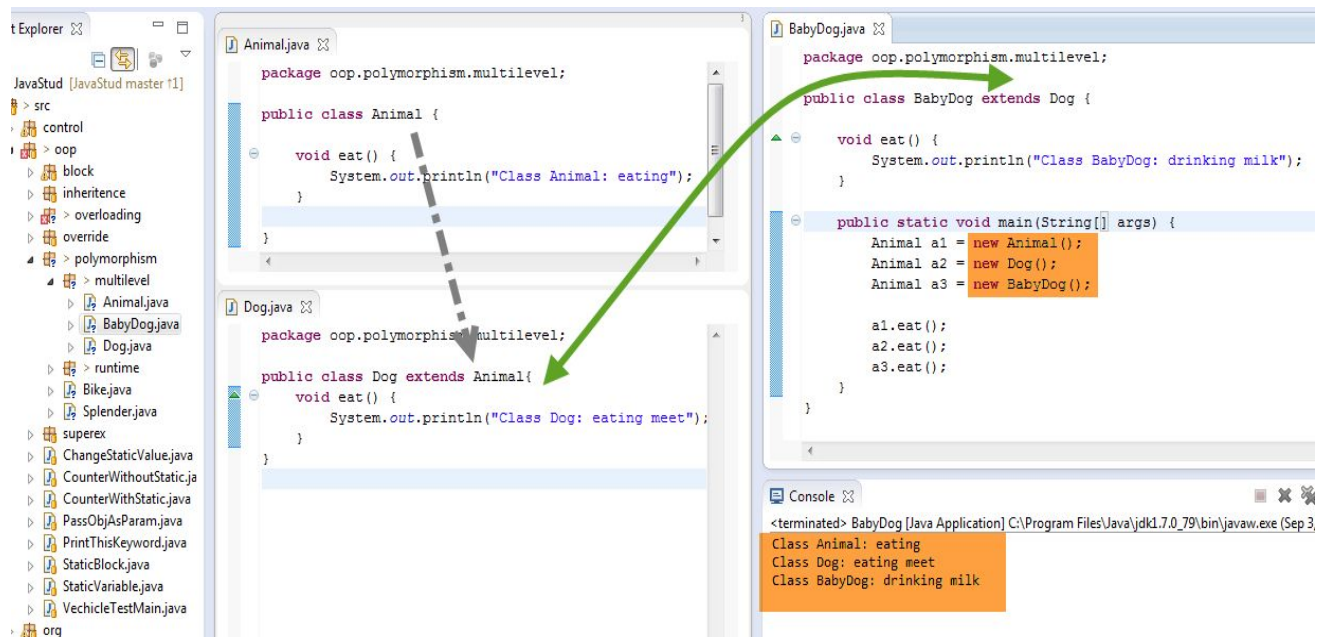 t Explorer
JavaStud [JavaStud master ↑1]
> src
control
> oop
block
inheritence
> overloading
override
> polymorphism
> multilevel
Animal.java
BabyDog.java
Dog.java
> runtime
Bike.java
Splender.java
superex
ChangeStaticValue.java
CounterWithoutStatic.ja
CounterWithStatic.java
PassObjAsParam.java
PrintThisKeyword.java
StaticBlock.java
StaticVariable.java
VechicleTestMain.java
org
Animal.java
package oop.polymorphism.multilevel;
public class Animal {
void eat() {
System.out.println("Class Animal: eating");
}
}
Dog.java
package oop.polymorphism.multilevel;
public class Dog extends Animal{
void eat() {
System.out.println("Class Dog: eating meet");
}
}
BabyDog.java
package oop.polymorphism.multilevel;
public class BabyDog extends Dog {
void eat() {
System.out.println("Class BabyDog: drinking milk");
}
public static void main(String[] args) {
Animal a1 = new Animal();
Animal a2 = new Dog();
Animal a3 = new BabyDog();
a1.eat();
a2.eat();
a3.eat();
}
}
Console
<terminated> BabyDog [Java Application] C:\Program Files\Java\jdk1.7.0_79\bin\javaw.exe (Sep 3,
Class Animal: eating
Class Dog: eating meet
Class BabyDog: drinking milk